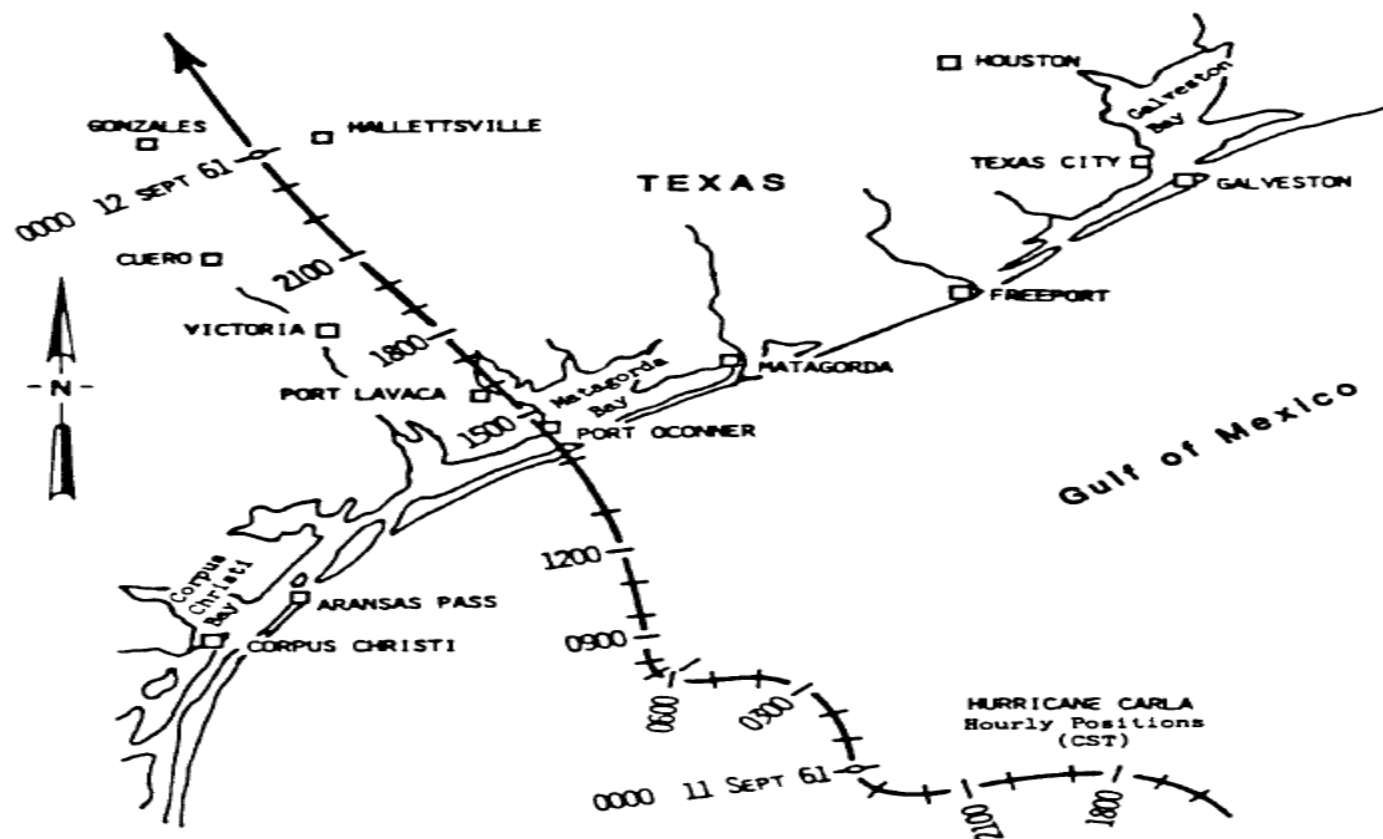 HOUSTON
Galveston
Bay
GONZALES
HALLETTSVILLE
TEXAS CITY
GALVESTON
TEXAS
0000 12 SEPT 61
CUERO
2100
FREEPORT
VICTORIA
1800
MATAGORDA
- N -
PORT LAVACA
Matagorda
Bay
1500
PORT OCONNER
Gulf of Mexico
1200
Corpus
Christi
Bay
ARANSAS PASS
0900
CORPUS CHRISTI
0600
0300
HURRICANE CARLA
Hourly Positions
(CST)
0000 11 SEPT 61
2100
1800